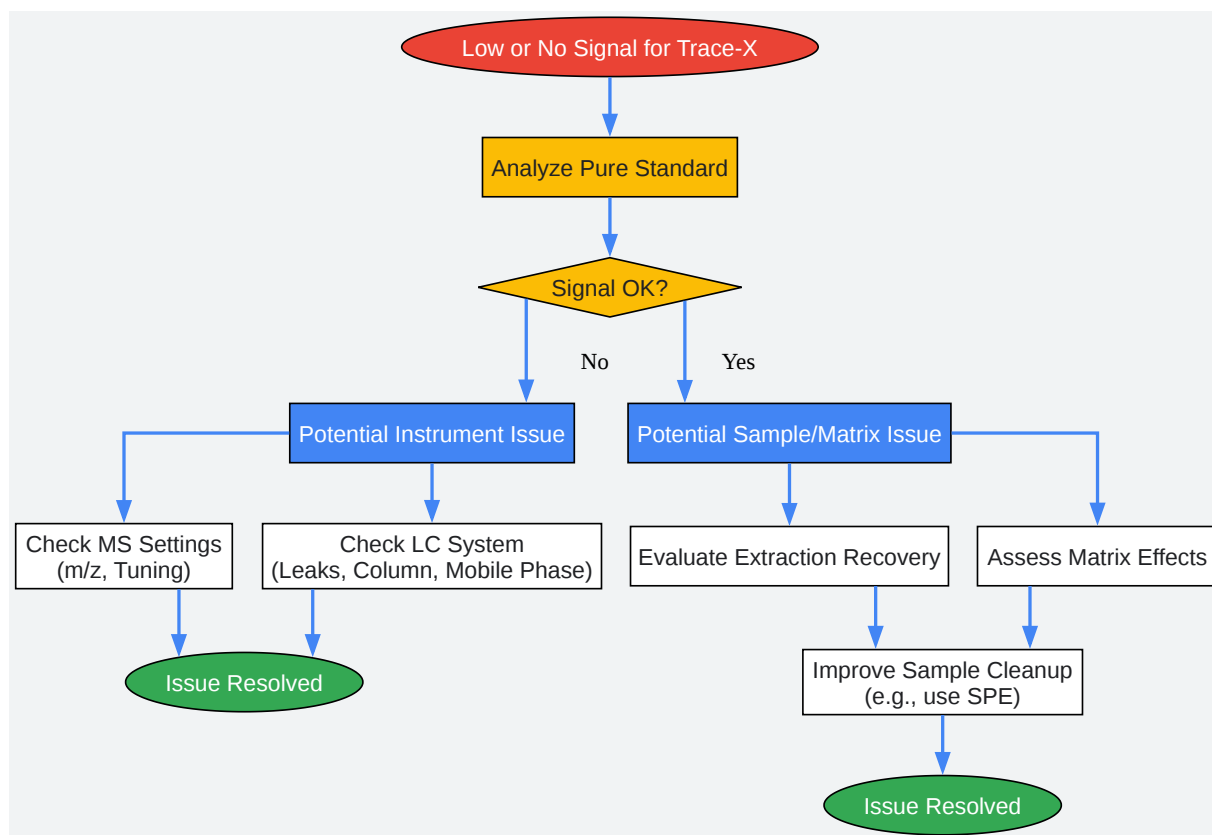 Low or No Signal for Trace-X
Analyze Pure Standard
Signal OK?
No
Yes
Potential Instrument Issue
Potential Sample/Matrix Issue
Check MS Settings
(m/z, Tuning)
Check LC System
(Leaks, Column, Mobile Phase)
Evaluate Extraction Recovery
Assess Matrix Effects
Issue Resolved
Improve Sample Cleanup
(e.g., use SPE)
Issue Resolved